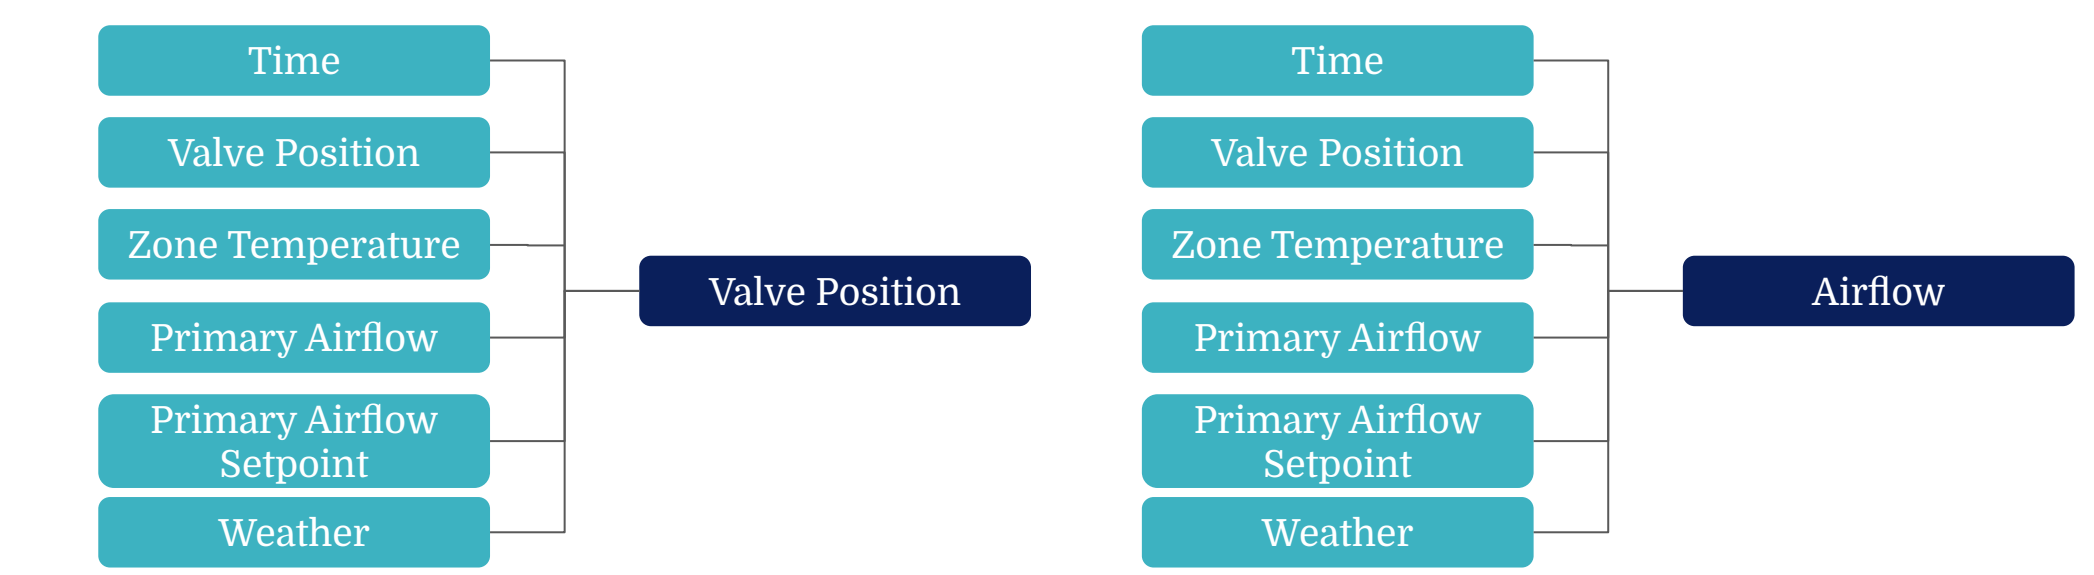 Time
Valve Position
Zone Temperature
Primary Airflow
Primary Airflow
Setpoint
Weather
Valve Position
Time
Valve Position
Zone Temperature
Primary Airflow
Primary Airflow
Setpoint
Weather
Airflow